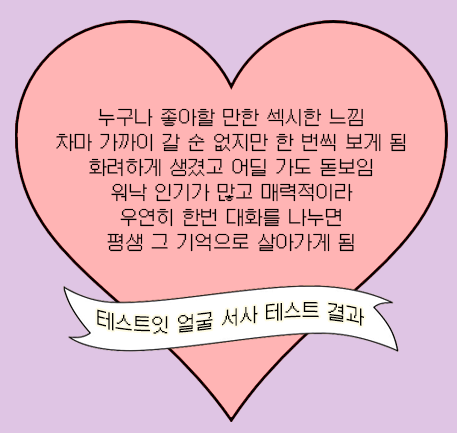 누구나 좋아할 만한 섹시한 느낌
차마 가까이 갈 순 없지만 한 번씩 보게 됨
화려하게 생겼고 어딜 가도 돋보임
워낙 인기가 많고 매력적이라
우연히 한번 대화를 나누면
평생 그 기억으로 살아가게 됨
테스트잇 얼굴 서사 테스트 결과